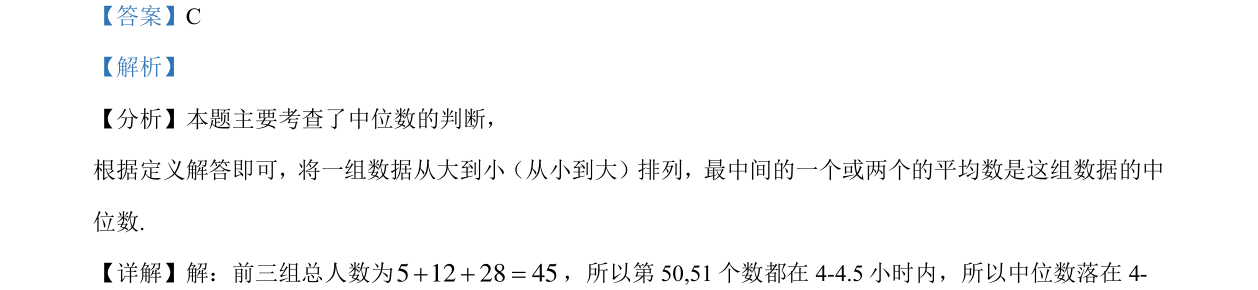 【答案】C
【解析】
【分析】本题主要考查了中位数的判断，
根据定义解答即可，将一组数据从大到小（从小到大）排列，最中间的一个或两个的平均数是这组数据的中
位数.
【详解】解：前三组总人数为5+12+28=45，所以第 50,51 个数都在 4-4.5 小时内，所以中位数落在 4-